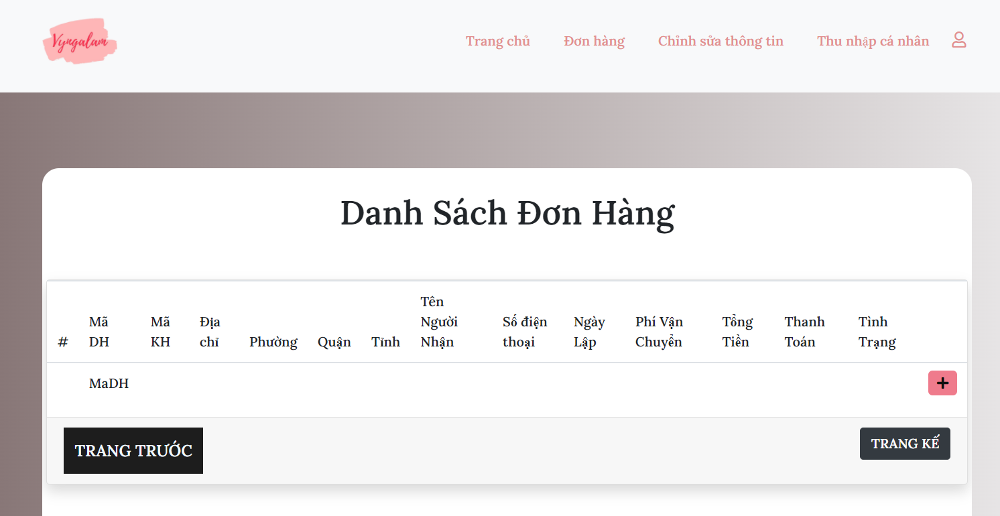 Vyngalam
Trang chủ Đơn hàng Chỉnh sửa thông tin Thu nhập cá nhân
Danh Sách Đơn Hàng
# Mã DH Mã KH Địa chỉ Phường Quận Tỉnh Tên Người Nhận Số điện thoại Ngày Lập Phí Vận Chuyển Tổng Tiền Thanh Toán Tình Trạng
MaDH
TRANG TRƯỚC TRANG KẾ